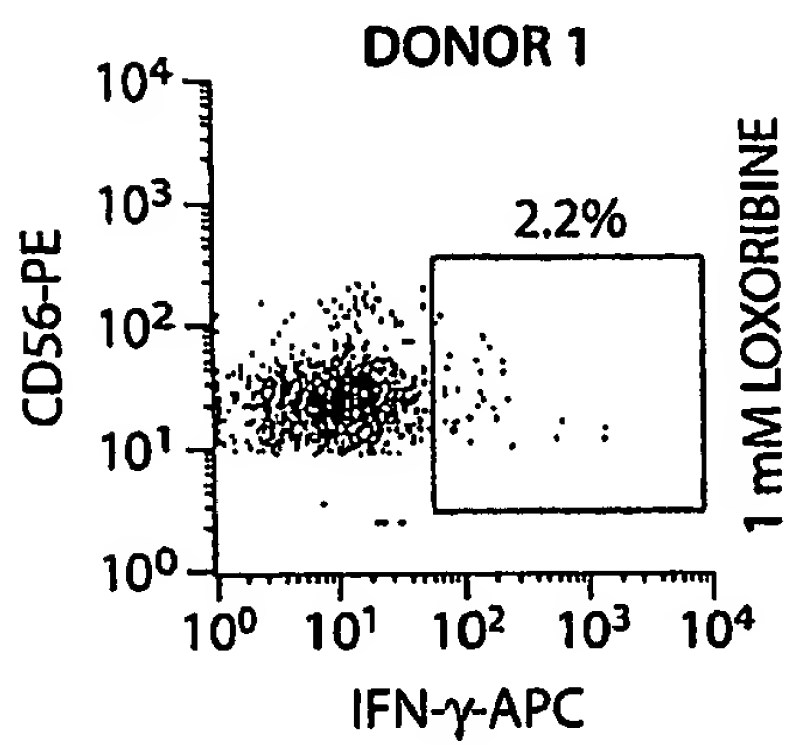 DONOR 1
10⁴
10³
10²
10¹
10⁰
CD56-PE
2.2%
1 mM LOXORIBINE
10⁰ 10¹ 10² 10³ 10⁴
IFN-γ-APC